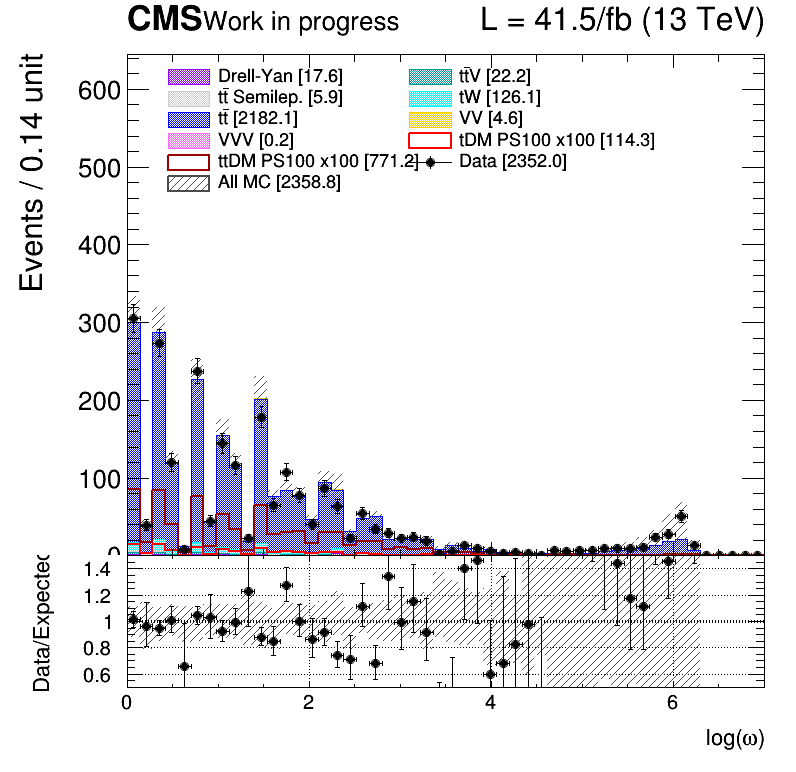 CMS Work in progress L = 41.5/fb (13 TeV)
Events / 0.14 unit
600
500
400
300
200
100
0
Drell-Yan [17.6]
tt̄V [22.2]
tt̄ Semilep. [5.9]
tW [126.1]
tt̄ [2182.1]
VV [4.6]
VVV [0.2]
tDM PS100 x100 [114.3]
ttDM PS100 x100 [771.2]
Data [2352.0]
All MC [2358.8]
Data/Expected
1.4
1.2
1
0.8
0.6
0 2 4 6
log(ω)